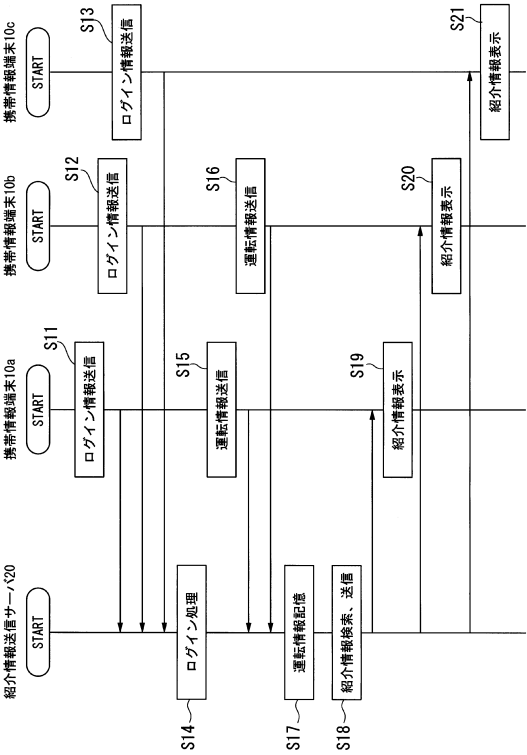 紹介情報送信サーバ20
携帯情報端末10a
携帯情報端末10b
携帯情報端末10c
START
START
START
START
S11
ログイン情報送信
S12
ログイン情報送信
S13
ログイン情報送信
S14
ログイン処理
S15
運転情報送信
S16
運転情報送信
S17
運転情報記憶
S18
紹介情報検索、送信
S19
紹介情報表示
S20
紹介情報表示
S21
紹介情報表示